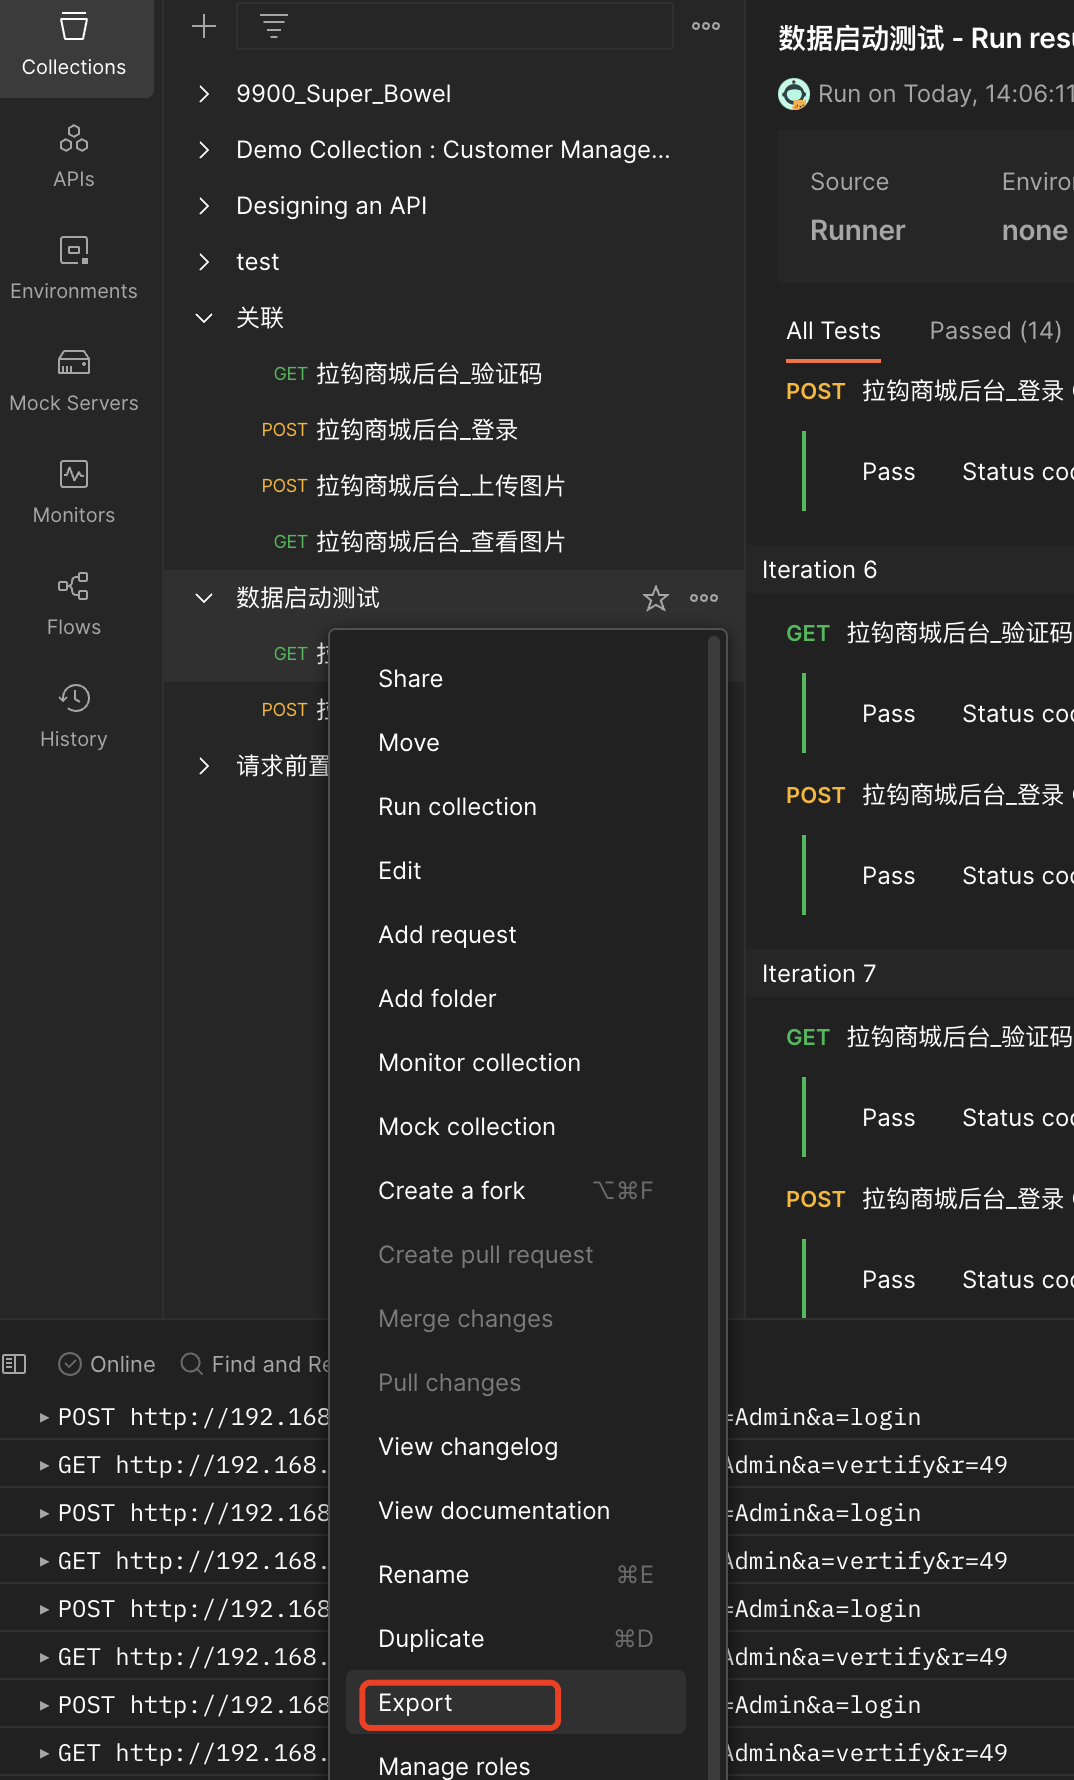 Collections
APIs
Environments
Mock Servers
Monitors
Flows
History
9900_Super_Bowel
Demo Collection : Customer Manage...
Designing an API
test
关联
GET 拉钩商城后台_验证码
POST 拉钩商城后台_登录
POST 拉钩商城后台_上传图片
GET 拉钩商城后台_查看图片
数据启动测试
GET
POST
请求前置
Share
Move
Run collection
Edit
Add request
Add folder
Monitor collection
Mock collection
Create a fork ⌥⌘F
Create pull request
Merge changes
Pull changes
View changelog
View documentation
Rename ⌘E
Duplicate ⌘D
Export
Manage roles
数据启动测试 - Run resu
Run on Today, 14:06:11
Source Enviro
Runner none
All Tests Passed (14)
POST 拉钩商城后台_登录
Pass Status co
Iteration 6
GET 拉钩商城后台_验证码
Pass Status co
POST 拉钩商城后台_登录
Pass Status co
Iteration 7
GET 拉钩商城后台_验证码
Pass Status co
POST 拉钩商城后台_登录
Pass Status co
Online Find and Re
POST http://192.168 =Admin&a=login
GET http://192.168. Admin&a=vertify&r=49
POST http://192.168 =Admin&a=login
GET http://192.168. Admin&a=vertify&r=49
POST http://192.168 =Admin&a=login
GET http://192.168. Admin&a=vertify&r=49
POST http://192.168 =Admin&a=login
GET http://192.168. Admin&a=vertify&r=49